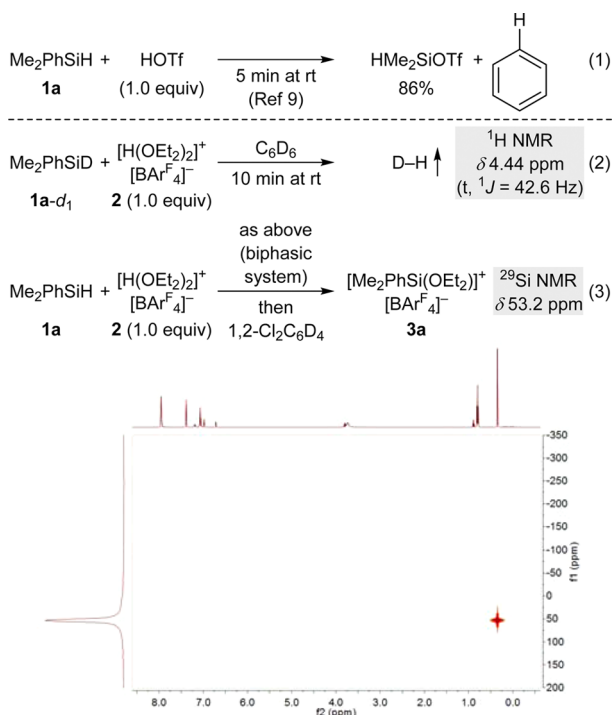 Me₂PhSiH + HOTf → HMe₂SiOTf + H (1)
5 min at rt
(Ref 9)
1a (1.0 equiv) 86%
Me₂PhSiD + [H(OEt₂)₂]⁺ [BArᶠ₄]⁻ C₆D₆ D–H ↑ ¹H NMR (2)
10 min at rt δ 4.44 ppm
1a-d₁ 2 (1.0 equiv) (t, ¹J = 42.6 Hz)
as above
(biphasic
system)
Me₂PhSiH + [H(OEt₂)₂]⁺ [BArᶠ₄]⁻ [Me₂PhSi(OEt₂)]⁺ [BArᶠ₄]⁻ ²⁹Si NMR (3)
then δ 53.2 ppm
1a 2 (1.0 equiv) 1,2-Cl₂C₆D₄ 3a
-350
-300
-250
-200
-150
-100
-50
0
50
100
150
200
f1 (ppm)
8.0 7.0 6.0 5.0 4.0 3.0 2.0 1.0 0.0
f2 (ppm)